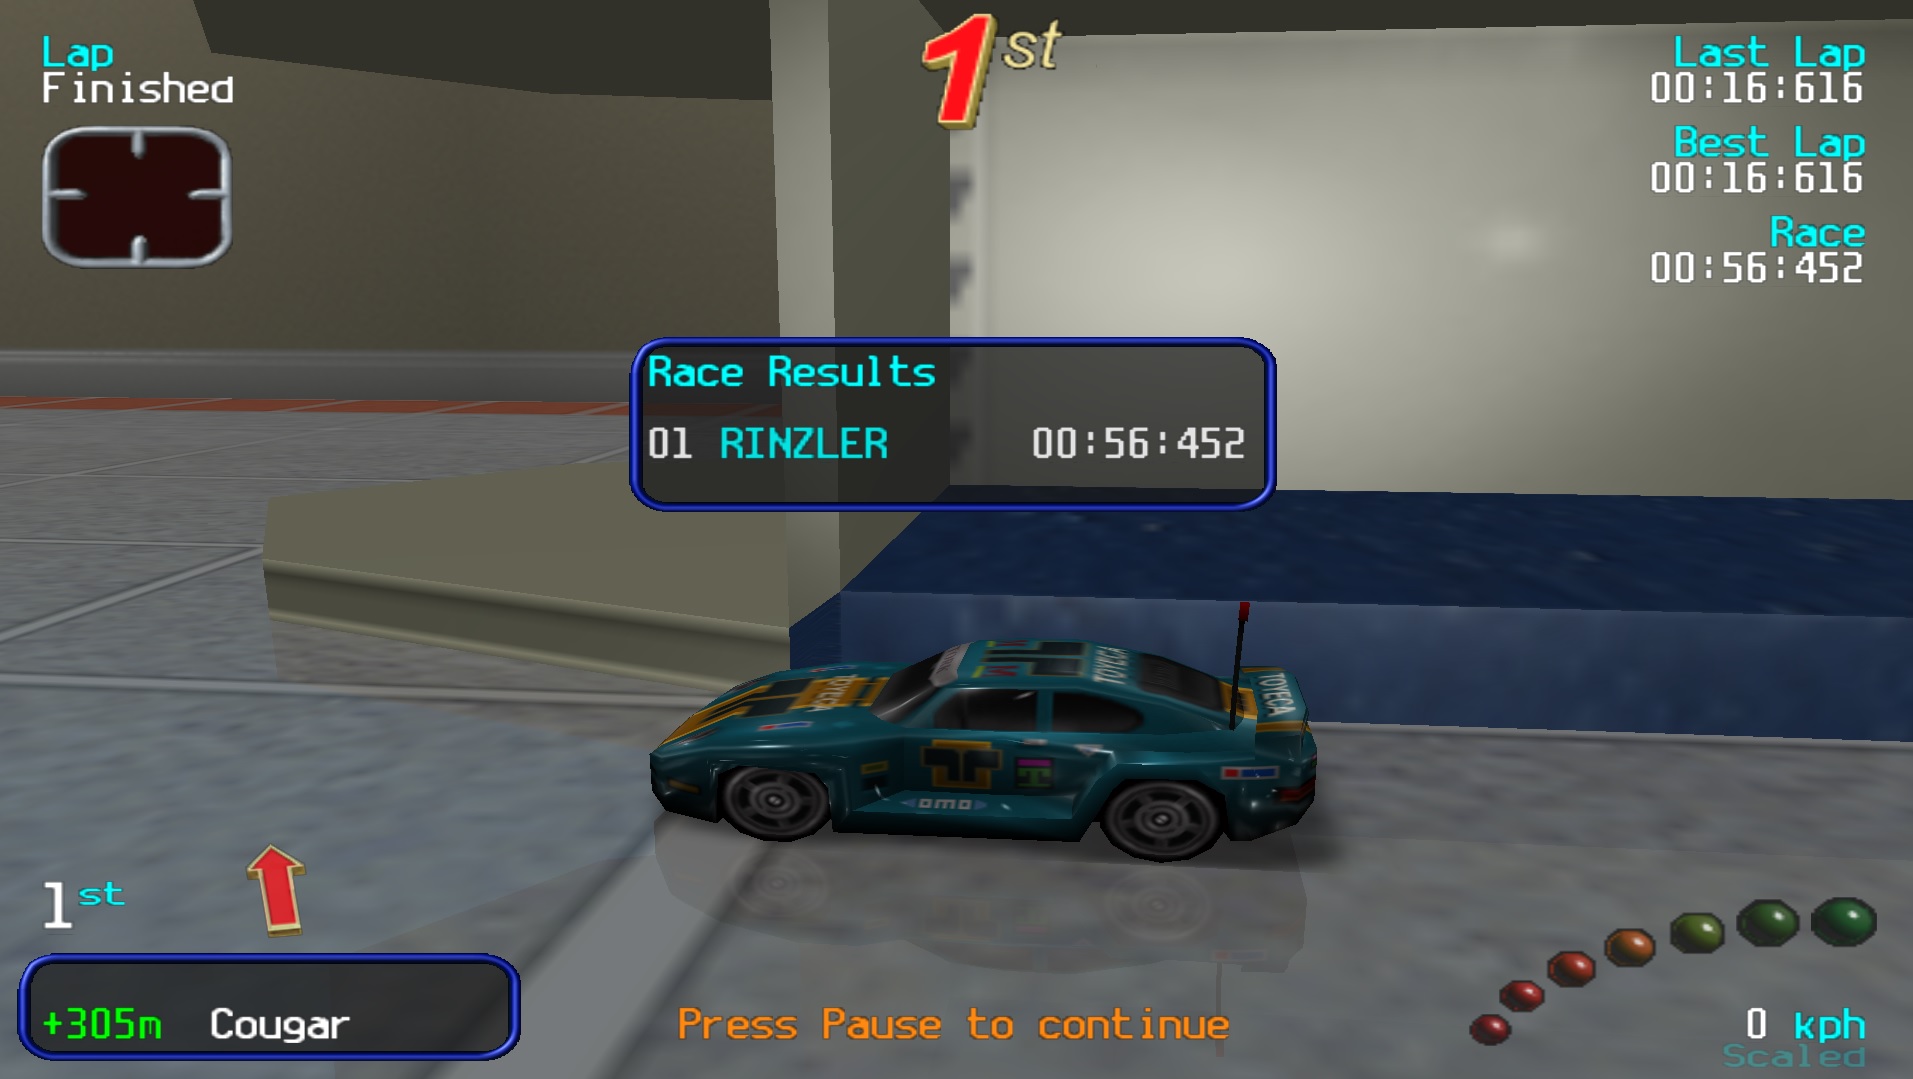 Lap
Finished
1st
Last Lap
00:16:616
Best Lap
00:16:616
Race
00:56:452
Race Results
01 RINZLER 00:56:452
TOYECA
TOYECA
TOYECA
OMO
1st
+305m Cougar
Press Pause to continue
0 kph
Scaled